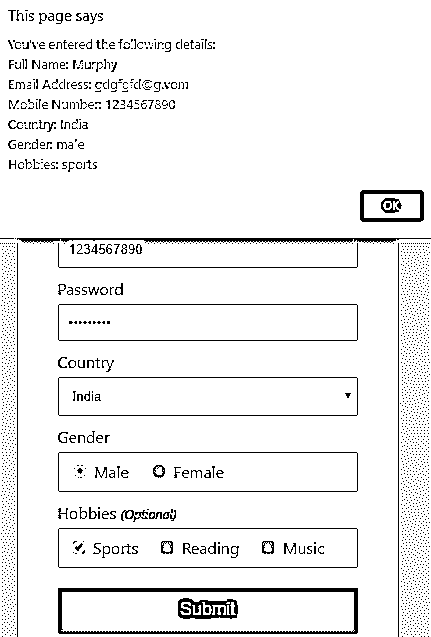 This page says
You've entered the following details:
Full Name: Murphy
Email Address: gdgfgfd@g.vom
Mobile Number: 1234567890
Country: India
Gender: male
Hobbies: sports
OK
1234567890
Password
•••••••••
Country
India
Gender
Male Female
Hobbies (Optional)
Sports Reading Music
Submit